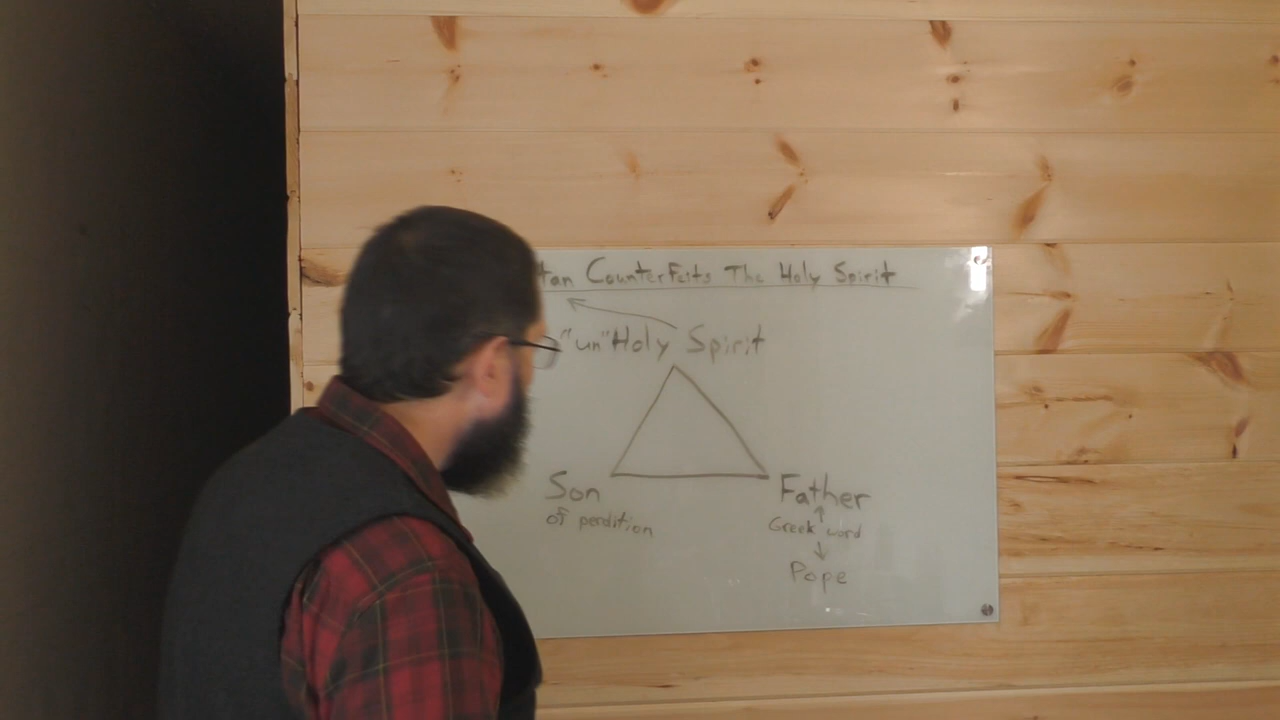 tan Counterfeits The Holy Spirit
"un" Holy Spirit
Son
of perdition
Father
Greek word
Pope